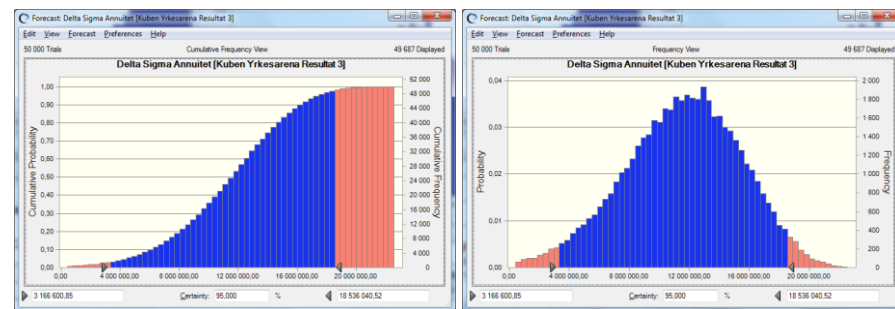 Forecast: Delta Sigma Annuitet [Kuben Yrkesarena Resultat 3]
Edit View Forecast Preferences Help
50 000 Trials Cumulative Frequency View 49 687 Displayed
Delta Sigma Annuitet [Kuben Yrkesarena Resultat 3]
Cumulative Probability
1,00
0,90
0,80
0,70
0,60
0,50
0,40
0,30
0,20
0,10
0,00
62 000
48 000
44 000
40 000
36 000
32 000
28 000
24 000
20 000
16 000
12 000
8 000
4 000
0
Cumulative Frequency
0,00 4 000 000,00 8 000 000,00 12 000 000,00 16 000 000,00 20 000 000,00
3 166 600,85 Certainty: 95,000 % 18 536 040,52
Forecast: Delta Sigma Annuitet [Kuben Yrkesarena Resultat 3]
Edit View Forecast Preferences Help
50 000 Trials Frequency View 49 687 Displayed
Delta Sigma Annuitet [Kuben Yrkesarena Resultat 3]
Probability
0,04
0,03
0,02
0,01
0,00
2 000
1 800
1 600
1 400
1 200
1 000
800
600
400
200
0
Frequency
0,00 4 000 000,00 8 000 000,00 12 000 000,00 16 000 000,00 20 000 000,00
3 166 600,85 Certainty: 95,000 % 18 536 040,52